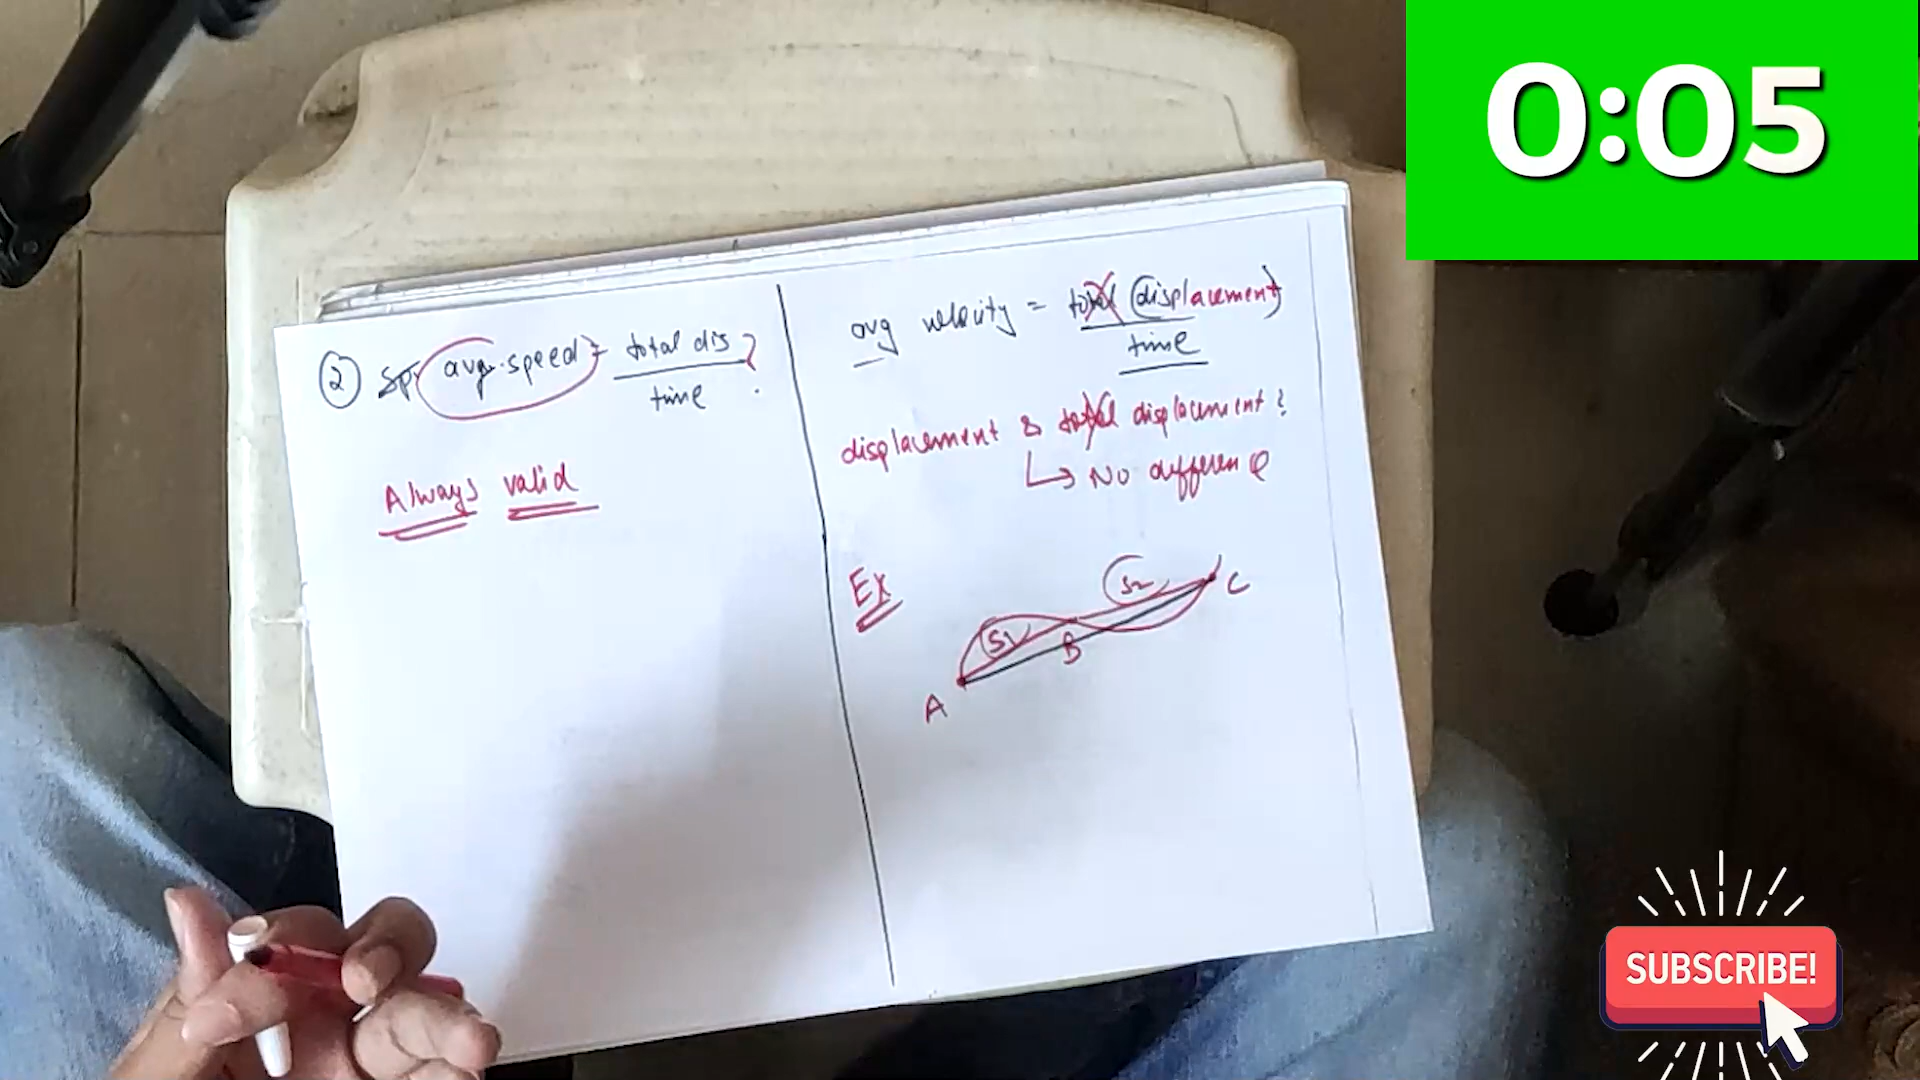 0:05
② Sp avg. speed = total dis ?
time
Always valid
avg velocity = total (displacement)
time
displacement & total displacement ?
↳ No difference
Ex
S1
S2
A
B
C
SUBSCRIBE!